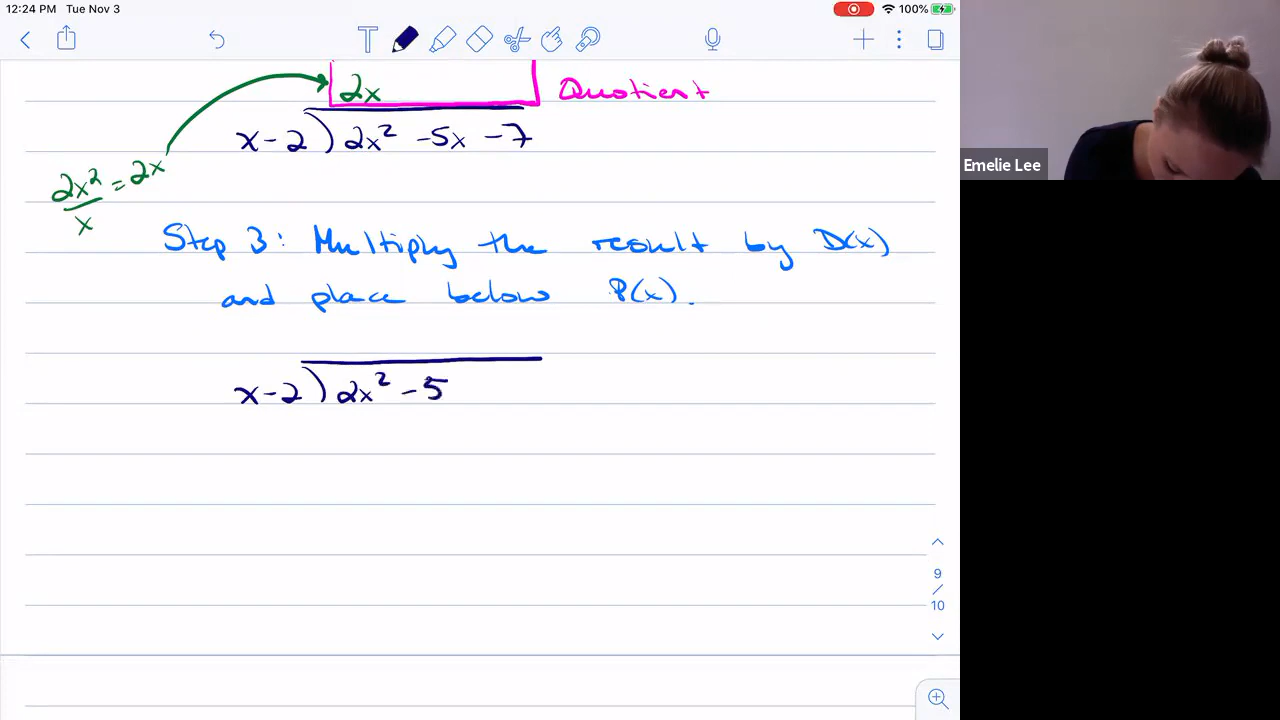 12:24 PM Tue Nov 3
100%
2x Quotient
x-2 ) 2x² -5x -7
2x²/x = 2x
Step 3: Multiply the result by D(x)
and place below P(x).
x-2 ) 2x² -5
Emelie Lee
9
/
10